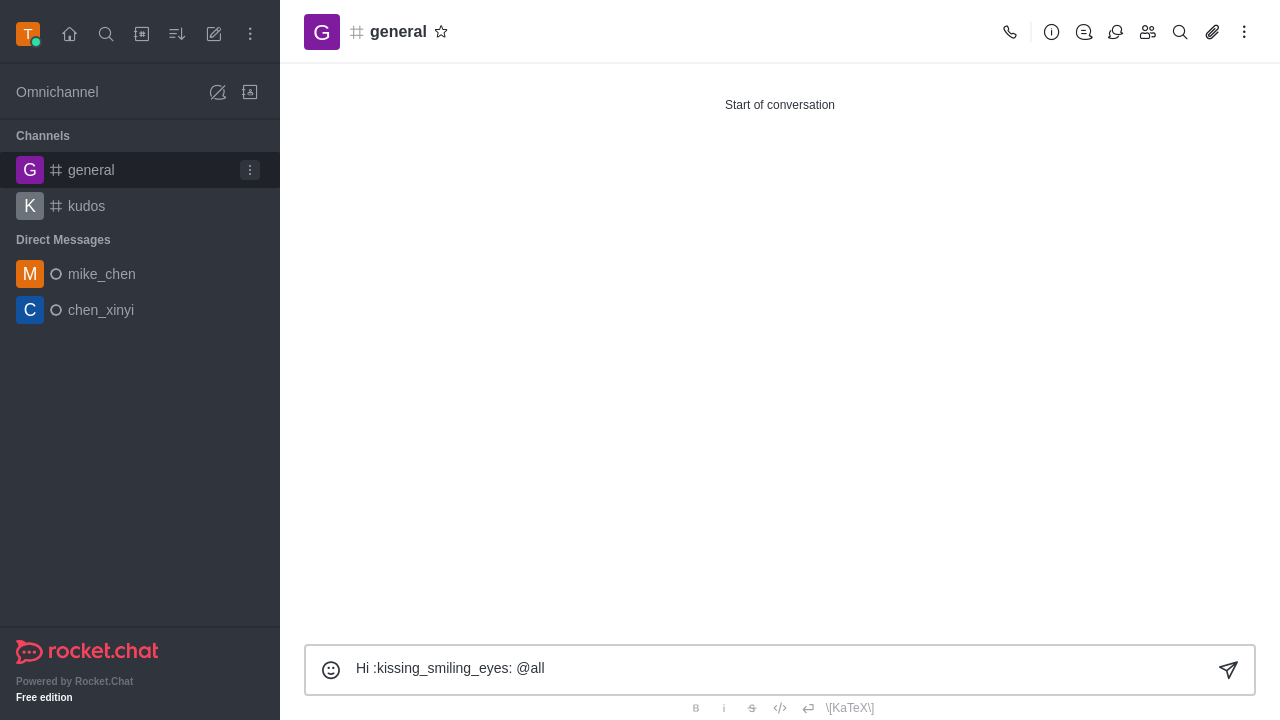 T
Omnichannel
Channels
G general
K kudos
Direct Messages
M mike_chen
C chen_xinyi
rocket.chat
Powered by Rocket.Chat
Free edition
G general
Start of conversation
Hi :kissing_smiling_eyes: @all
B i S \[KaTeX\]